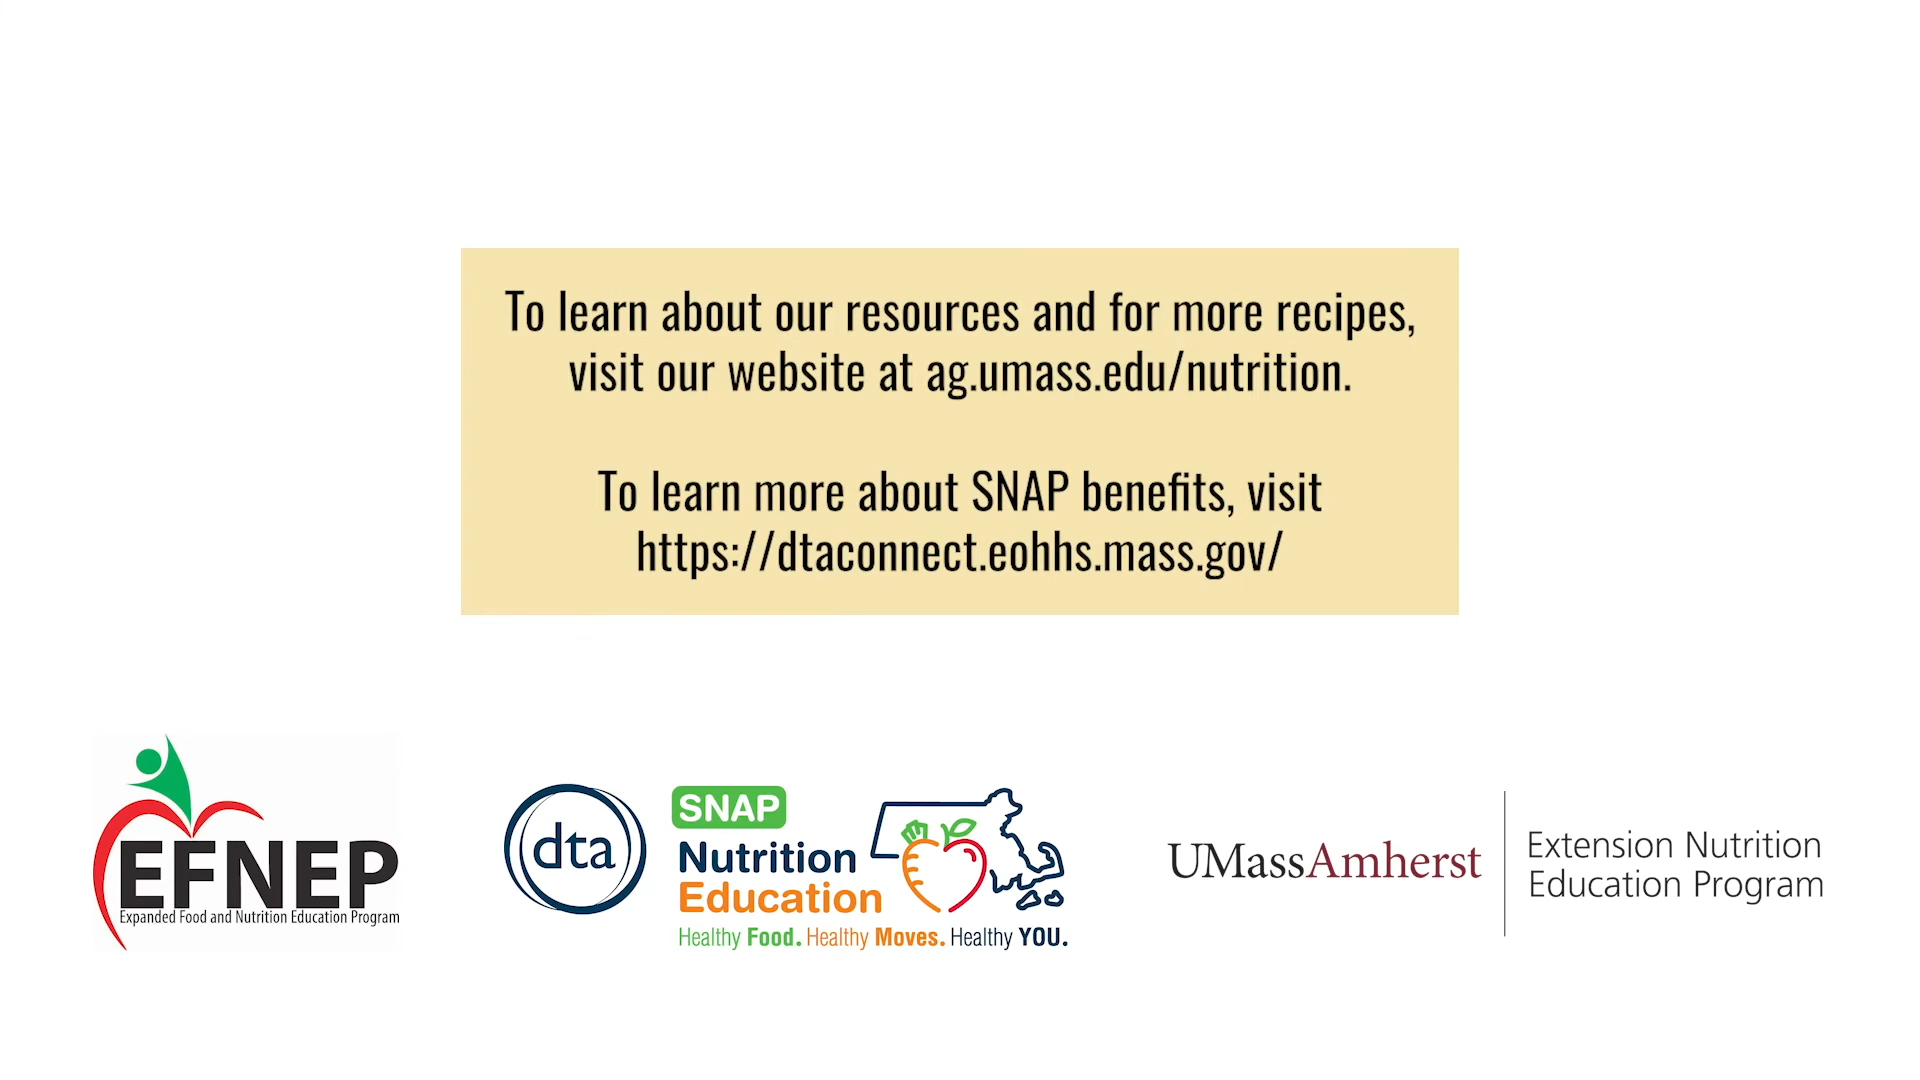 To learn about our resources and for more recipes,
visit our website at ag.umass.edu/nutrition.
To learn more about SNAP benefits, visit
https://dtaconnect.eohhs.mass.gov/
EFNEP
Expanded Food and Nutrition Education Program
dta
SNAP
Nutrition
Education
Healthy Food. Healthy Moves. Healthy YOU.
UMassAmherst
Extension Nutrition
Education Program